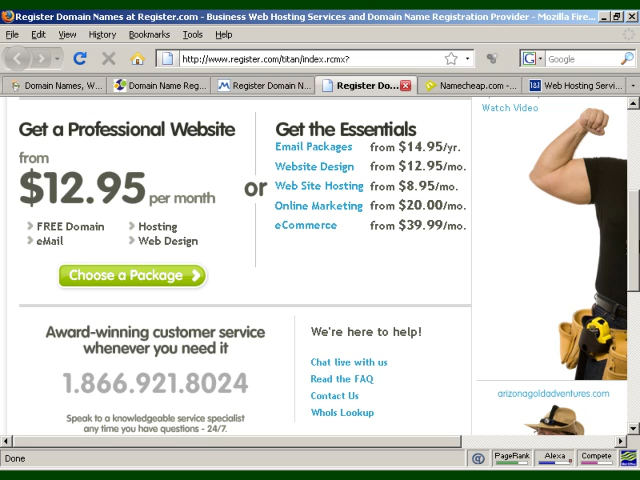 Register Domain Names at Register.com - Business Web Hosting Services and Domain Name Registration Provider - Mozilla Fire...
File Edit View History Bookmarks Tools Help
http://www.register.com/titan/index.rcmx?
Google
Domain Names, W...
Domain Name Reg...
Register Domain N...
Register Do...
Namecheap.com -...
Web Hosting Servi...
Watch Video
Get a Professional Website
from
$12.95 per month
FREE Domain
Hosting
eMail
Web Design
Choose a Package
or
Get the Essentials
Email Packages from $14.95/yr.
Website Design from $12.95/mo.
Web Site Hosting from $8.95/mo.
Online Marketing from $20.00/mo.
eCommerce from $39.99/mo.
Award-winning customer service
whenever you need it
1.866.921.8024
Speak to a knowledgeable service specialist
any time you have questions - 24/7.
We're here to help!
Chat live with us
Read the FAQ
Contact Us
WhoIs Lookup
arizonagoldadventures.com
Done
PageRank
Alexa
Compete